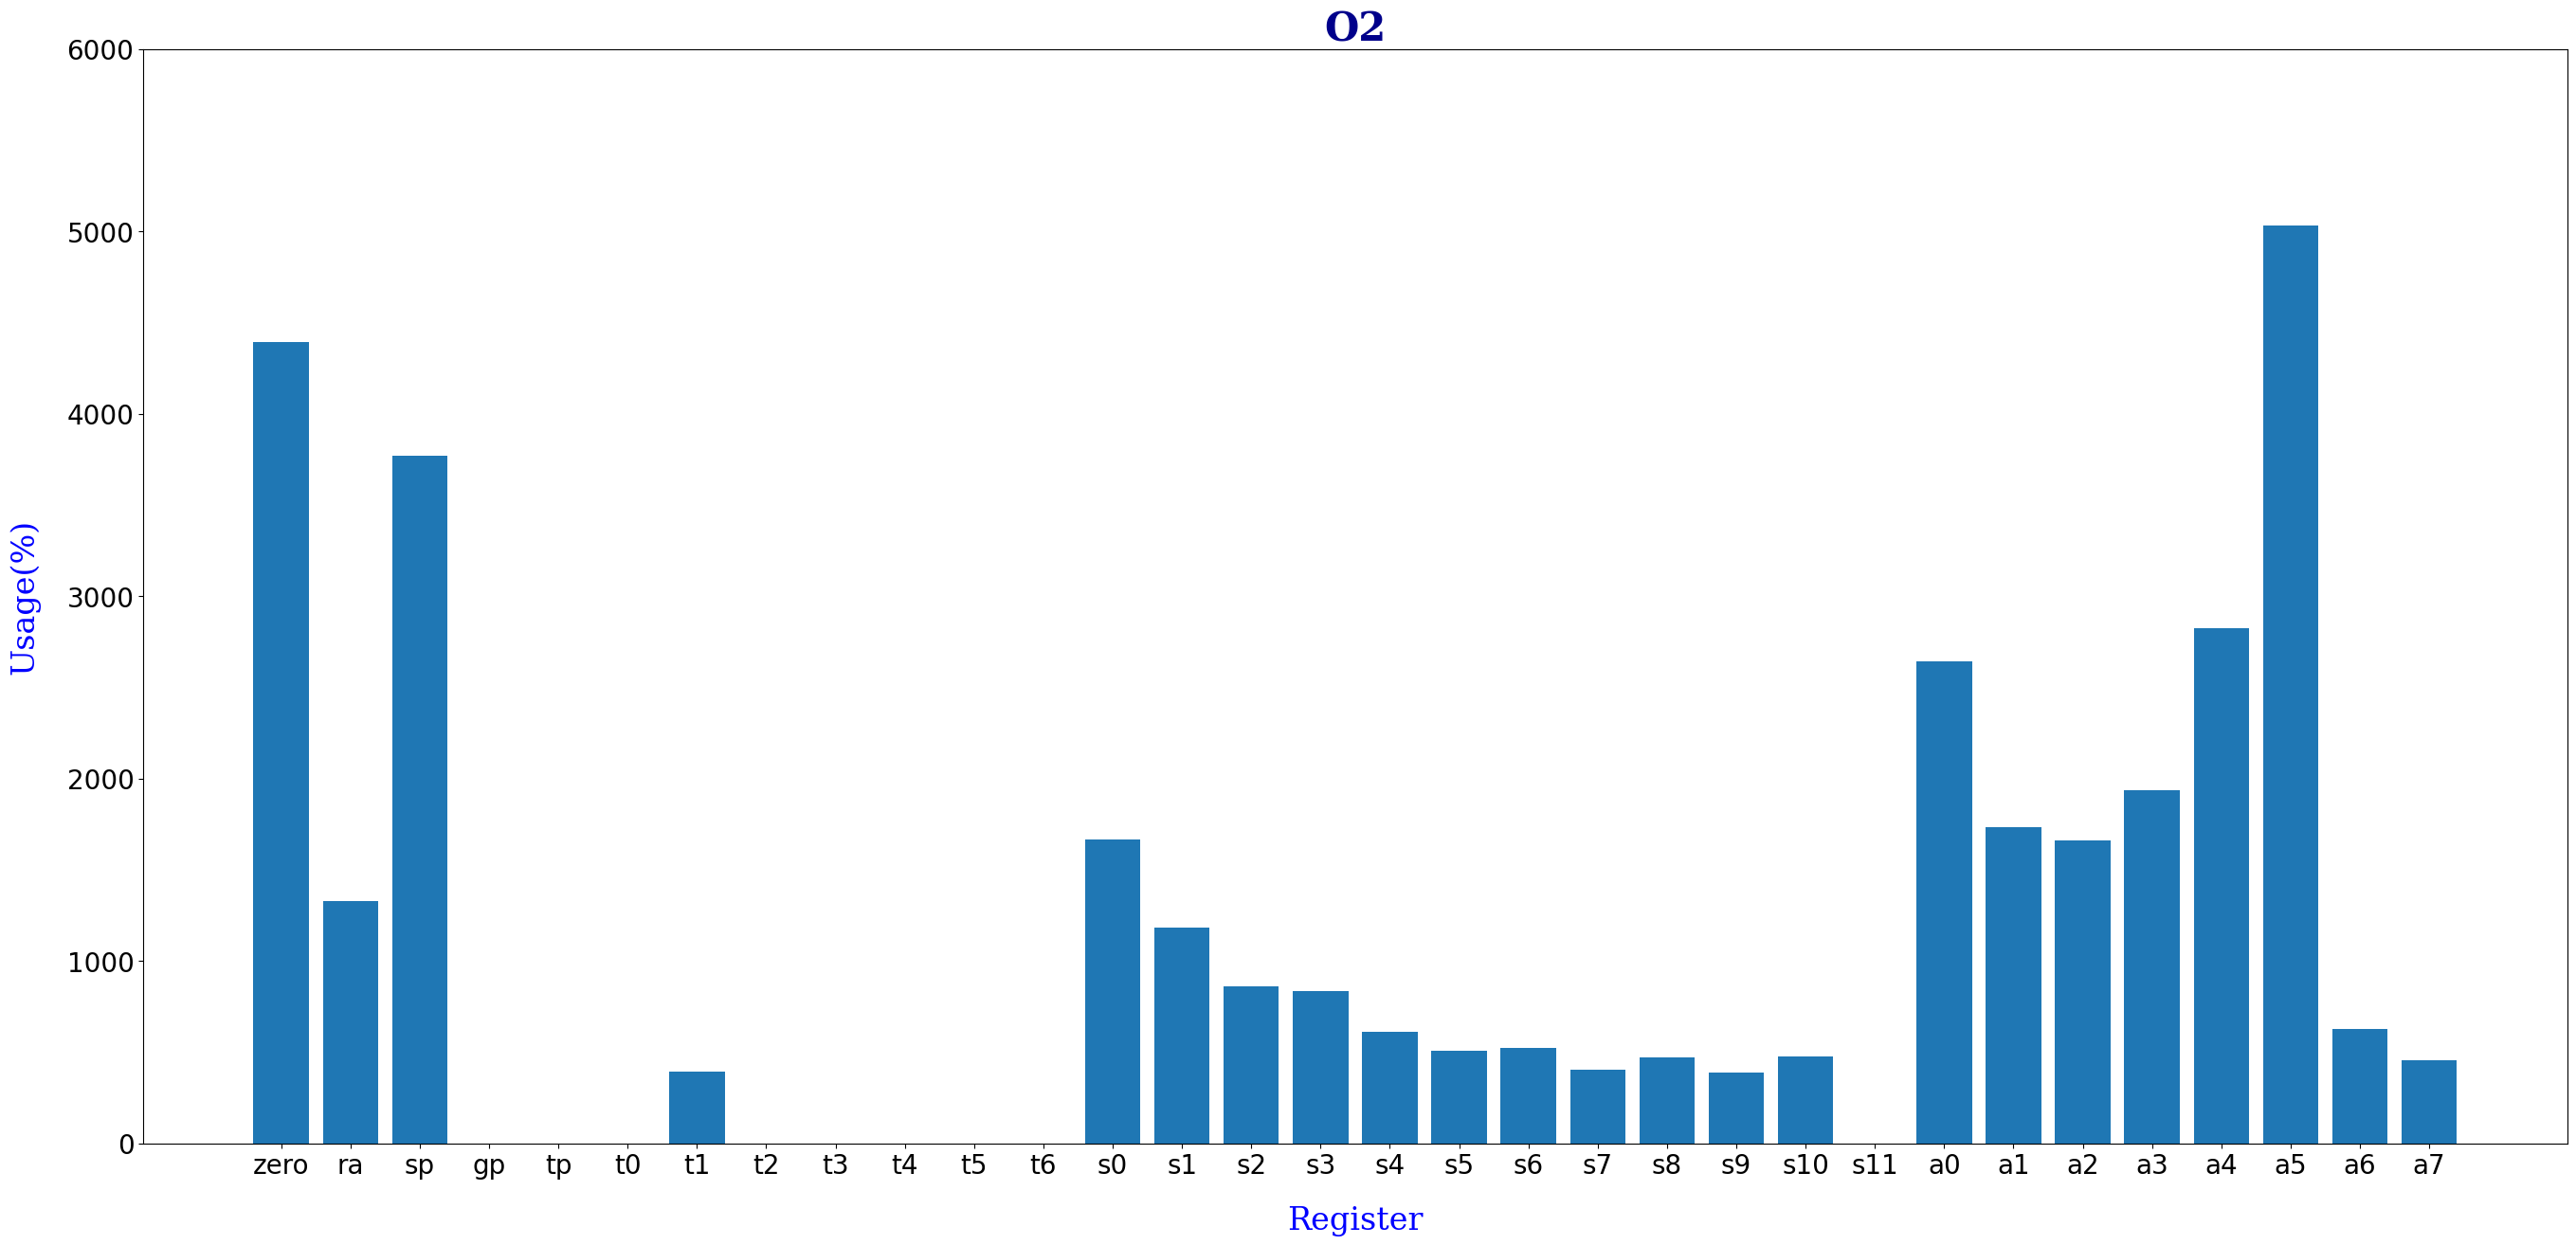 O2
6000
5000
4000
3000
2000
1000
0
Usage(%)
zero ra sp gp tp t0 t1 t2 t3 t4 t5 t6 s0 s1 s2 s3 s4 s5 s6 s7 s8 s9 s10 s11 a0 a1 a2 a3 a4 a5 a6 a7
Register